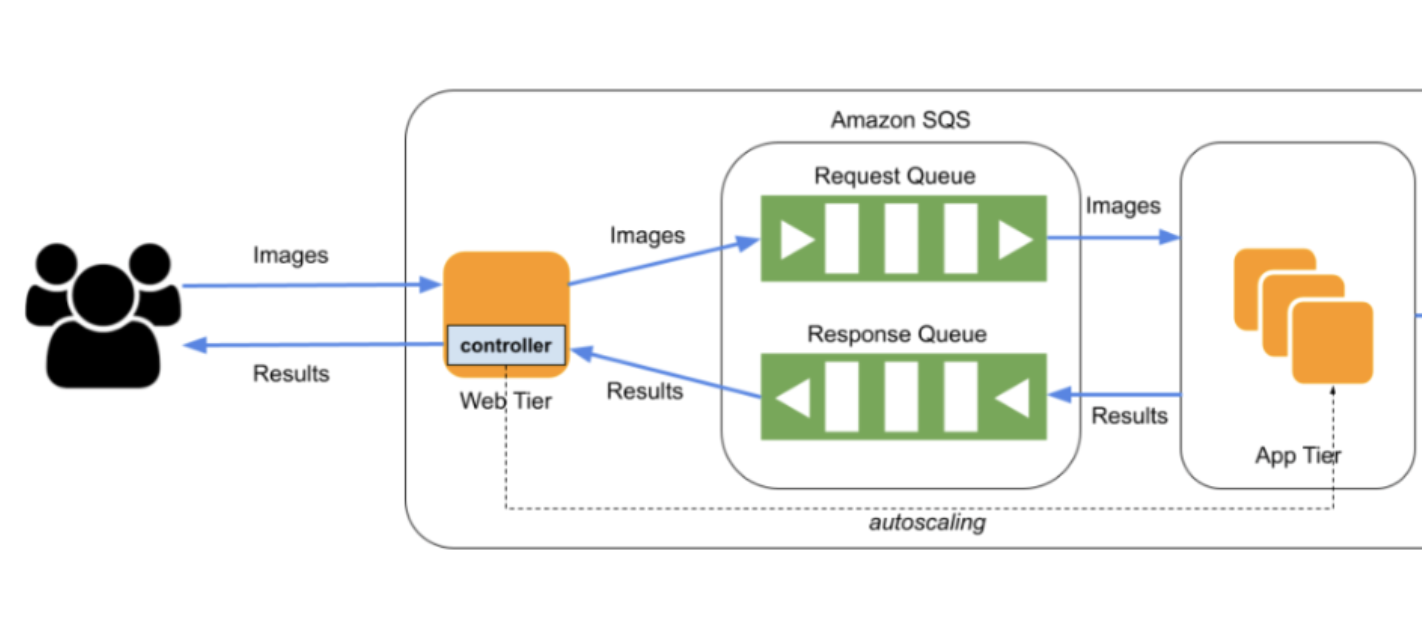 Amazon SQS
Request Queue
Images
Images
Images
Response Queue
controller
Results
Results
Results
Web Tier
App Tier
autoscaling